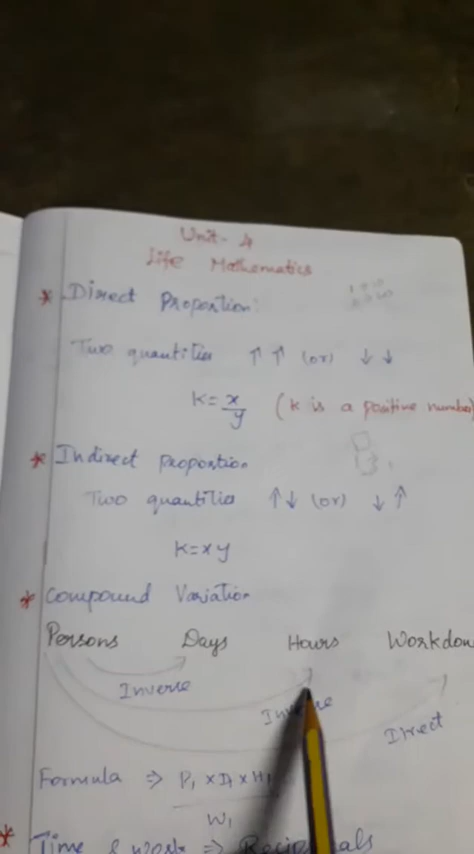 Unit- 4
Life Mathematics
* Direct Proportion:
Two quantities ↑ ↑ (or) ↓ ↓
K = x/y (K is a positive number)
* Indirect proportion
Two quantities ↑↓ (or) ↓ ↑
K = xy
* Compound Variation
Persons Days Hours Workdon
Inverse
Direct
Formula ⇒ P1 × D1 × H1
W1
* Time & Work ⇒ Reciprocals